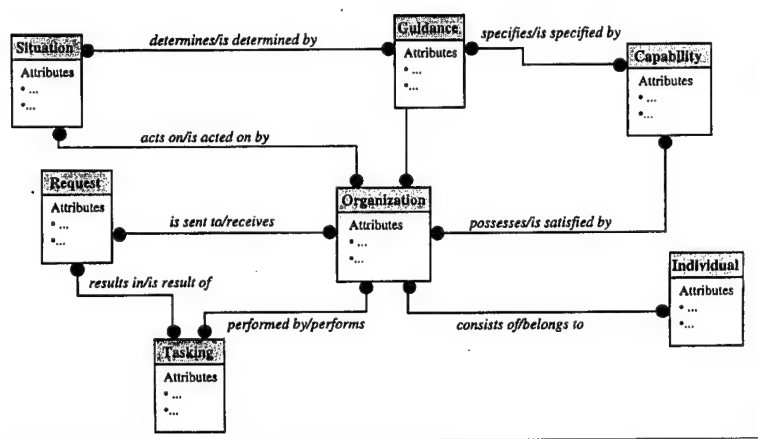 Situation
Attributes
• ...
• ...
determines/is determined by
Guidance
Attributes
• ...
• ...
specifies/is specified by
Capability
Attributes
• ...
• ...
acts on/is acted on by
Request
Attributes
• ...
• ...
is sent to/receives
Organization
Attributes
• ...
• ...
possesses/is satisfied by
Individual
Attributes
• ...
• ...
results in/is result of
performed by/performs
consists of/belongs to
Tasking
Attributes
• ...
• ...